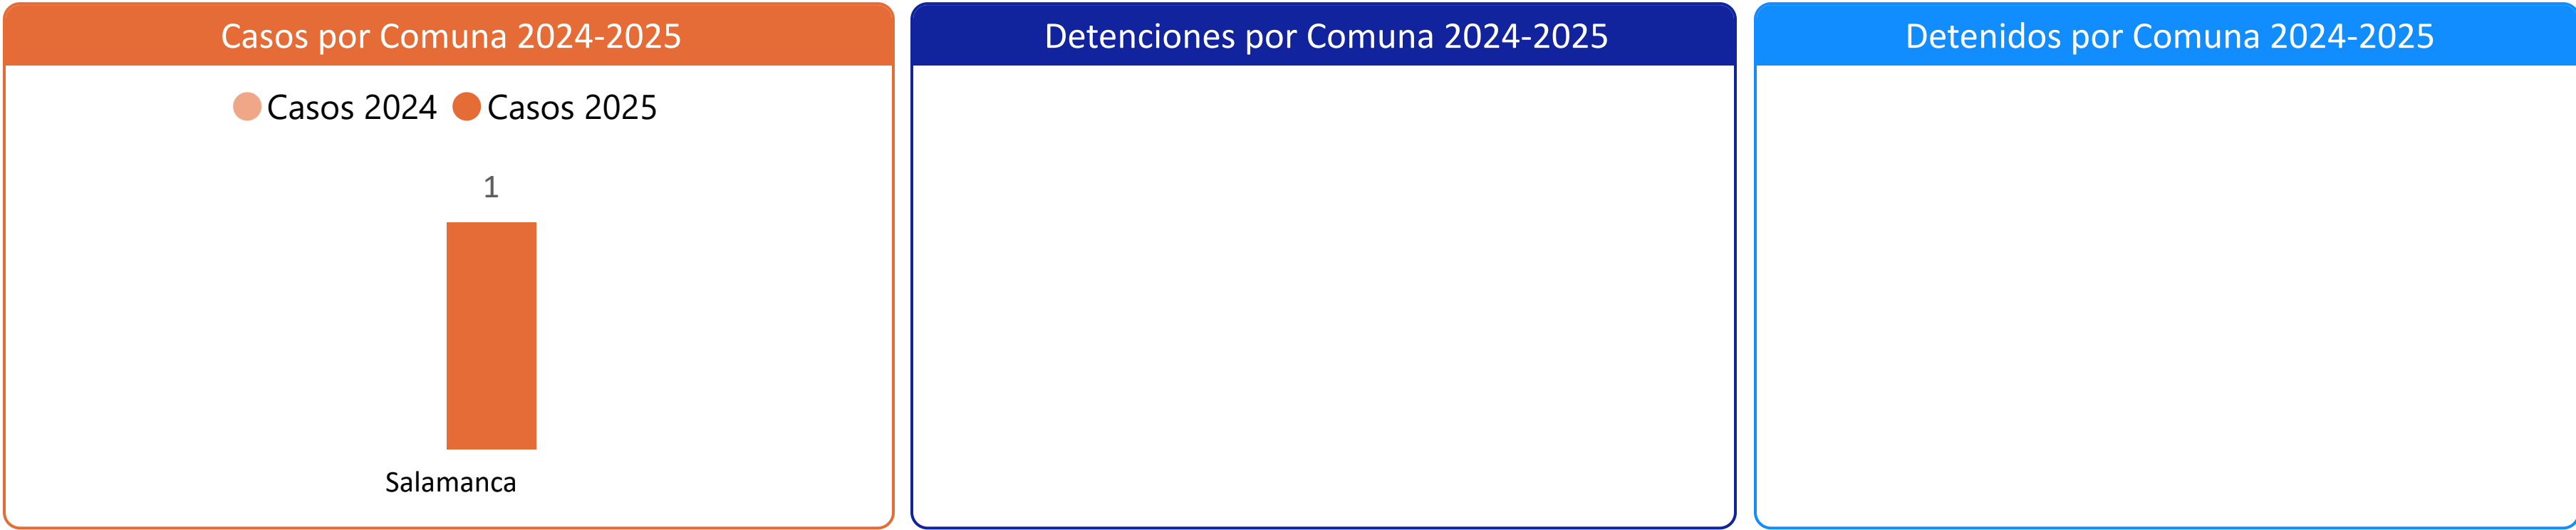 Casos por Comuna 2024-2025
Casos 2024 Casos 2025
1
Salamanca
Detenciones por Comuna 2024-2025
Detenidos por Comuna 2024-2025